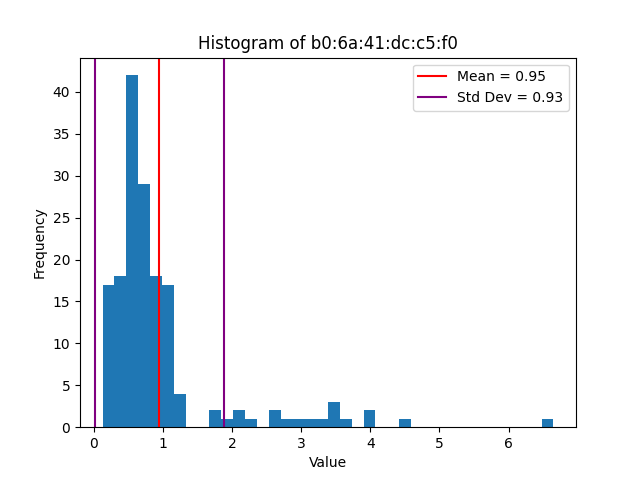 Histogram of b0:6a:41:dc:c5:f0
Mean = 0.95
Std Dev = 0.93
40
35
30
25
20
15
10
5
0
Frequency
0 1 2 3 4 5 6
Value